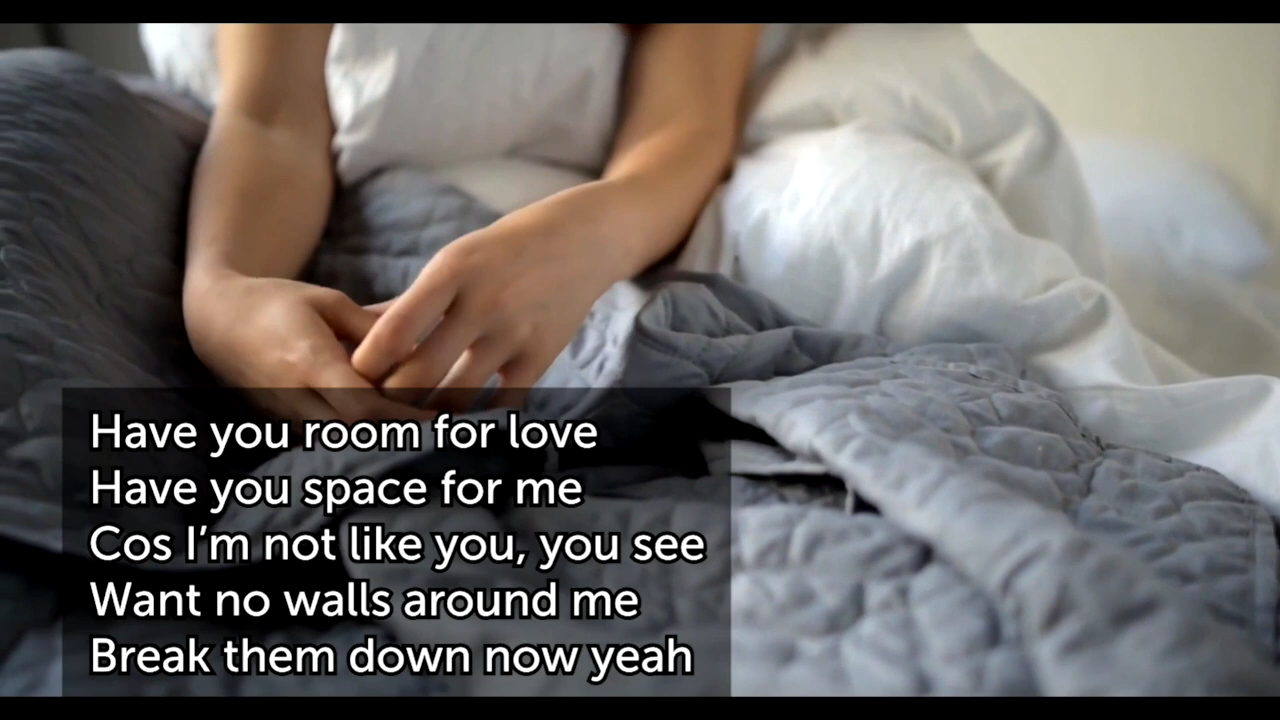 Have you room for love
Have you space for me
Cos I’m not like you, you see
Want no walls around me
Break them down now yeah